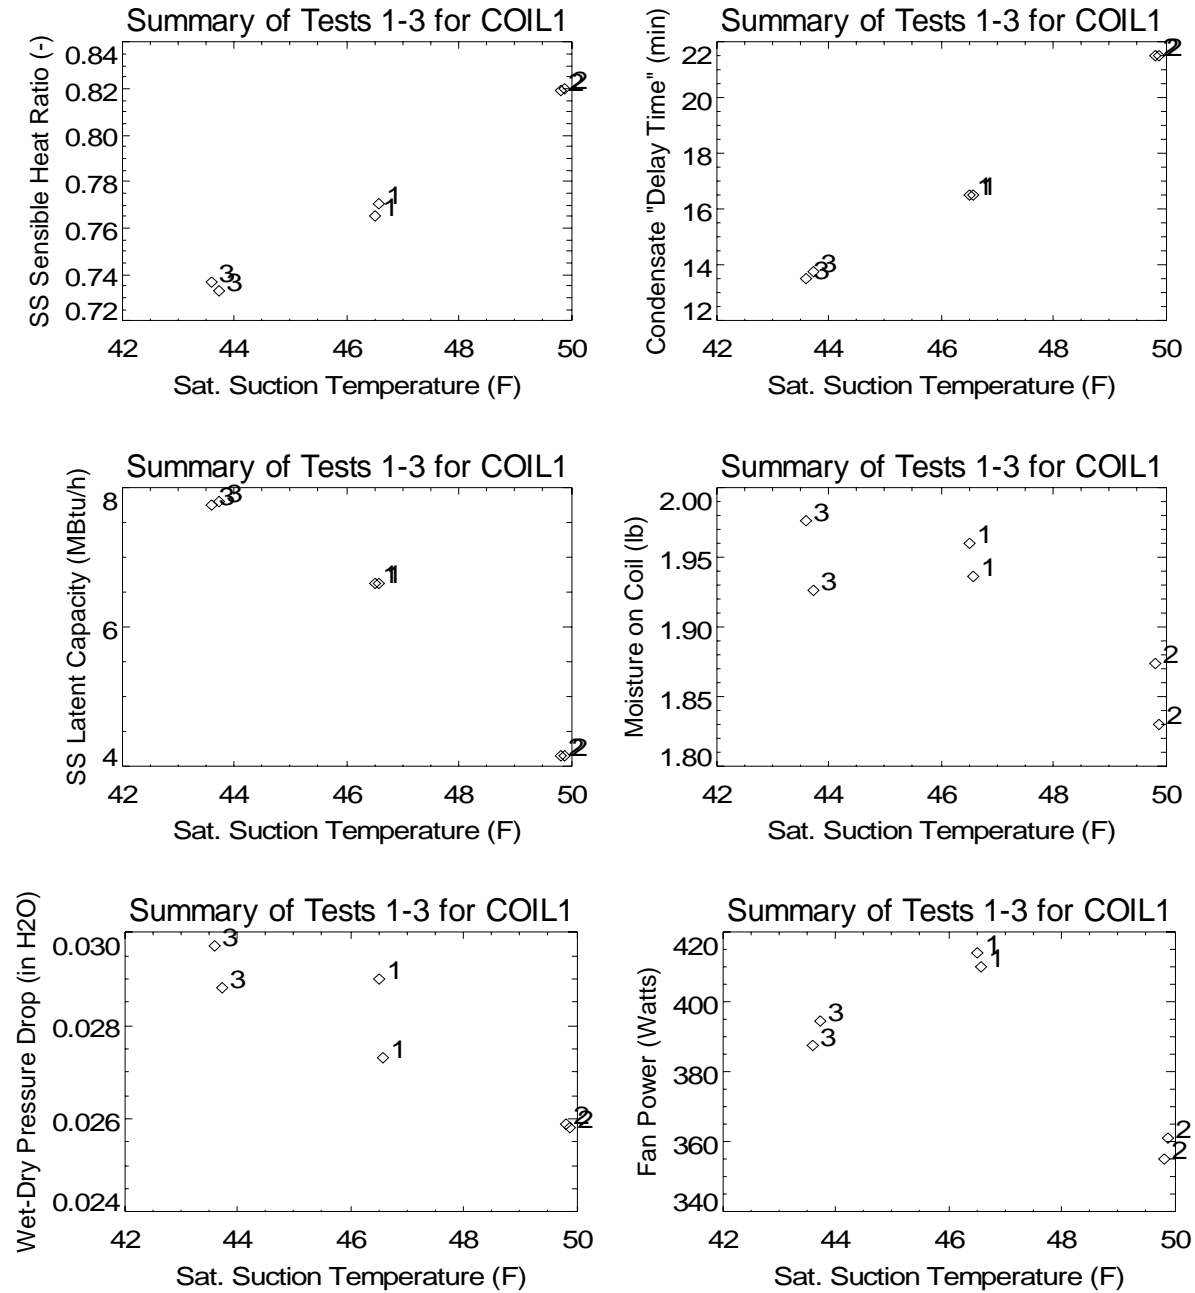 Summary of Tests 1-3 for COIL1
SS Sensible Heat Ratio (-)
0.84
0.82
0.80
0.78
0.76
0.74
0.72
2
2
1
1
3
3
42 44 46 48 50
Sat. Suction Temperature (F)
Summary of Tests 1-3 for COIL1
Condensate "Delay Time" (min)
22
20
18
16
14
12
2
2
1
1
3
3
42 44 46 48 50
Sat. Suction Temperature (F)
Summary of Tests 1-3 for COIL1
SS Latent Capacity (MBtu/h)
8
6
4
3
3
1
1
2
2
42 44 46 48 50
Sat. Suction Temperature (F)
Summary of Tests 1-3 for COIL1
Moisture on Coil (lb)
2.00
1.95
1.90
1.85
1.80
3
1
1
3
2
2
42 44 46 48 50
Sat. Suction Temperature (F)
Summary of Tests 1-3 for COIL1
Wet-Dry Pressure Drop (in H2O)
0.030
0.028
0.026
0.024
3
3
1
1
2
2
42 44 46 48 50
Sat. Suction Temperature (F)
Summary of Tests 1-3 for COIL1
Fan Power (Watts)
420
400
380
360
340
1
1
3
3
2
2
42 44 46 48 50
Sat. Suction Temperature (F)